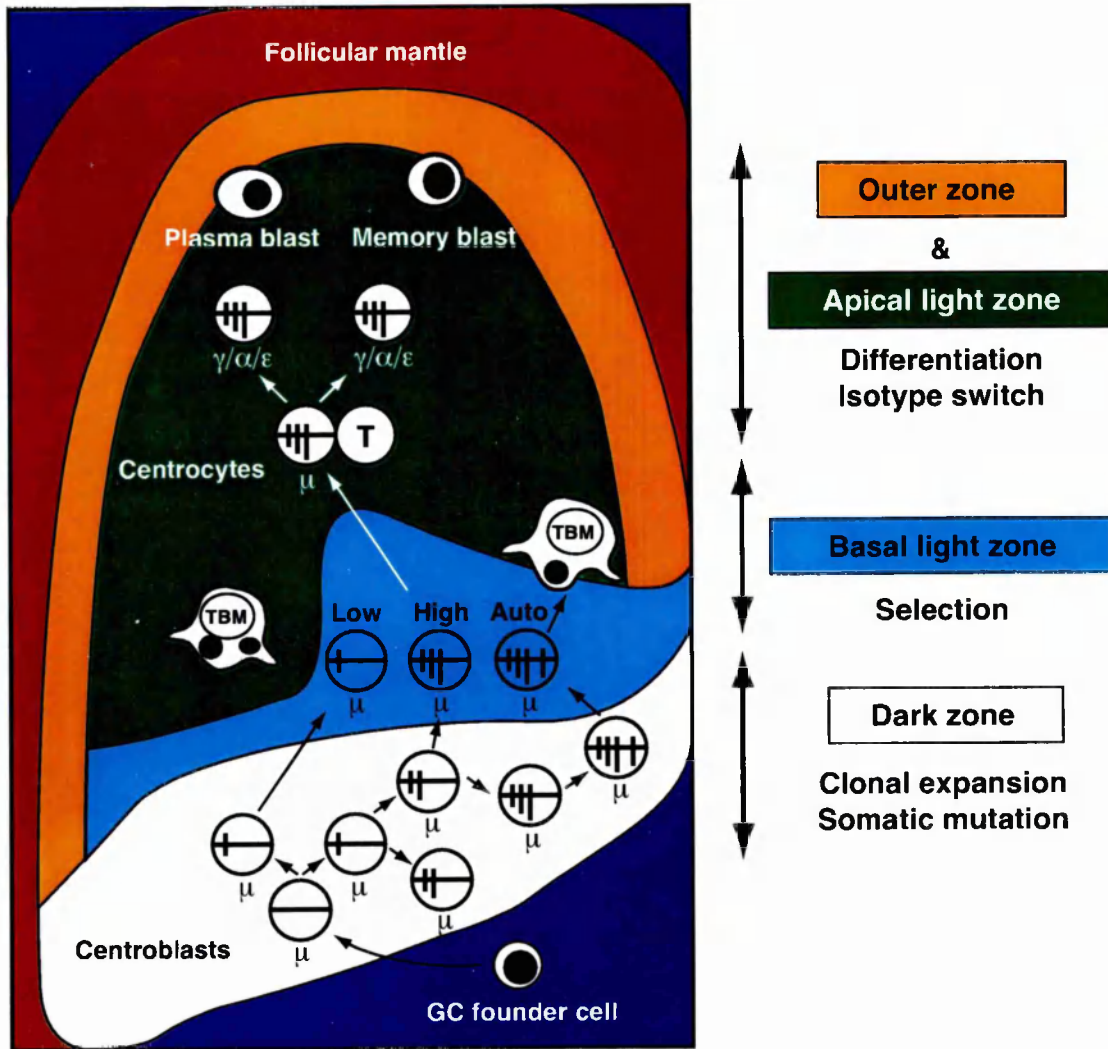 Follicular mantle
Plasma blast
Memory blast
γ/α/ε
γ/α/ε
T
μ
Centrocytes
TBM
TBM
Low
High
Auto
μ
μ
μ
μ
μ
μ
μ
μ
μ
μ
Centroblasts
GC founder cell
Outer zone
&
Apical light zone
Differentiation
Isotype switch
Basal light zone
Selection
Dark zone
Clonal expansion
Somatic mutation